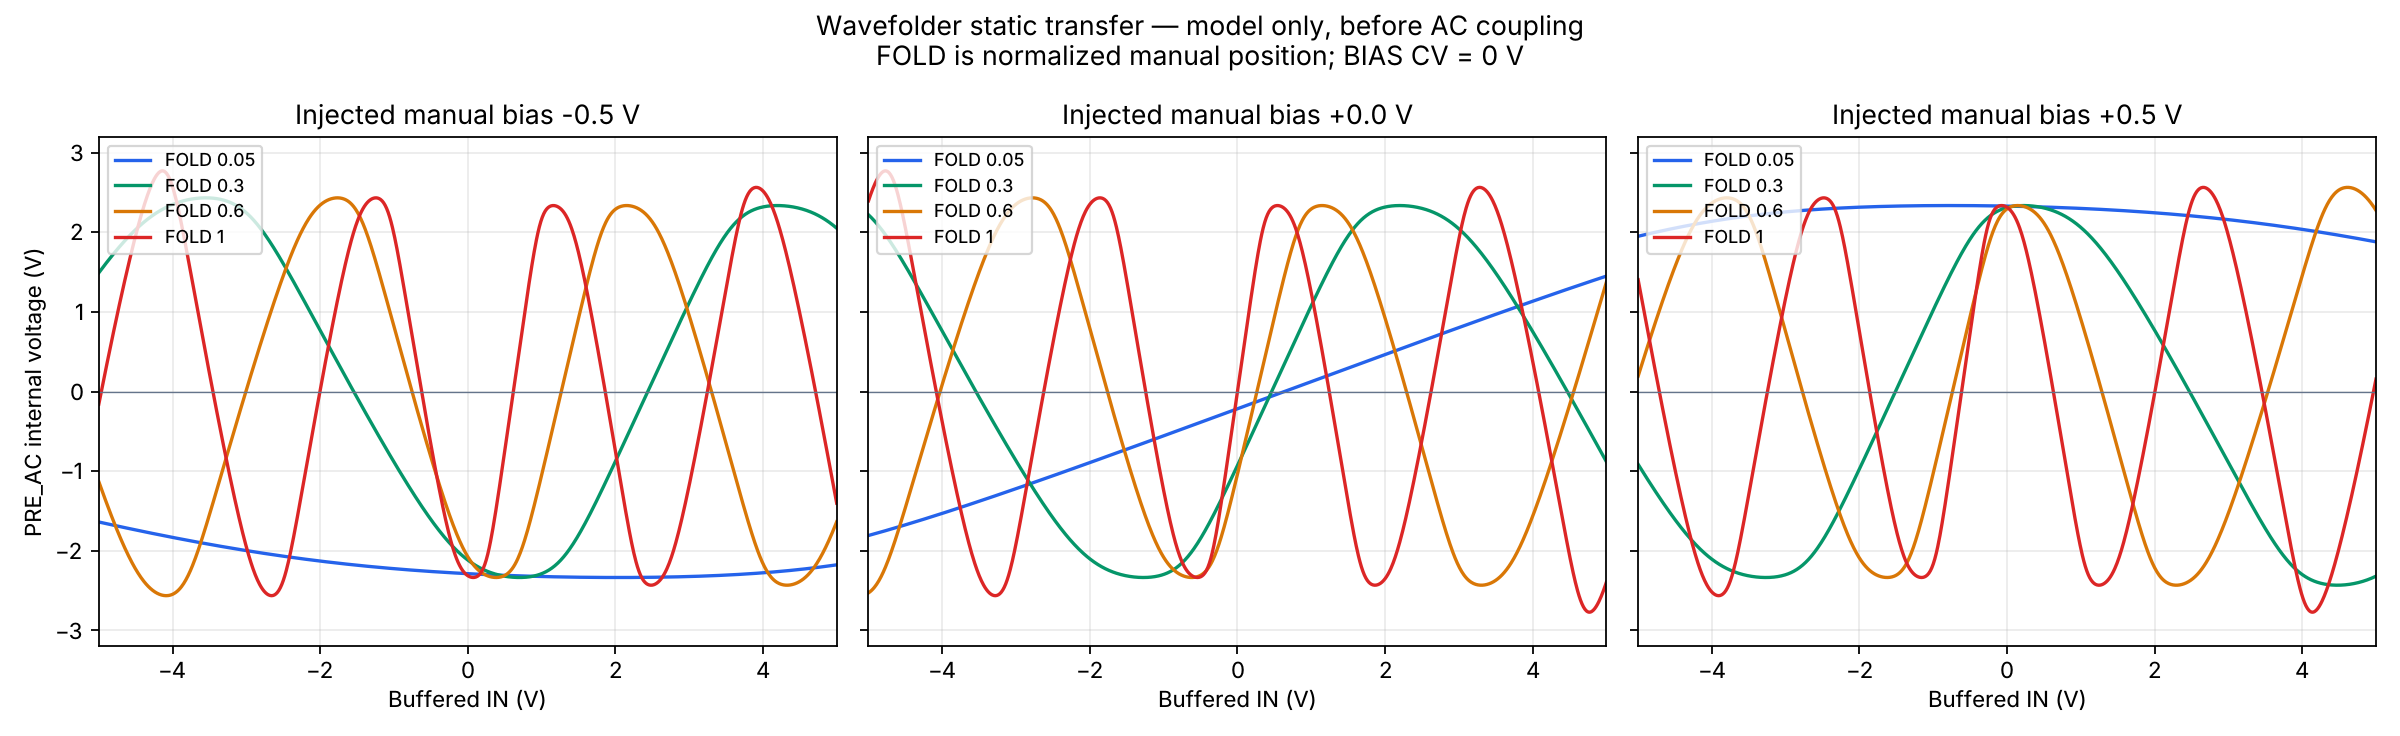 Wavefolder static transfer — model only, before AC coupling
FOLD is normalized manual position; BIAS CV = 0 V
Injected manual bias -0.5 V
FOLD 0.05
FOLD 0.3
FOLD 0.6
FOLD 1
3
2
1
0
−1
−2
−3
PRE_AC internal voltage (V)
−4
−2
0
2
4
Buffered IN (V)
Injected manual bias +0.0 V
FOLD 0.05
FOLD 0.3
FOLD 0.6
FOLD 1
−4
−2
0
2
4
Buffered IN (V)
Injected manual bias +0.5 V
FOLD 0.05
FOLD 0.3
FOLD 0.6
FOLD 1
−4
−2
0
2
4
Buffered IN (V)